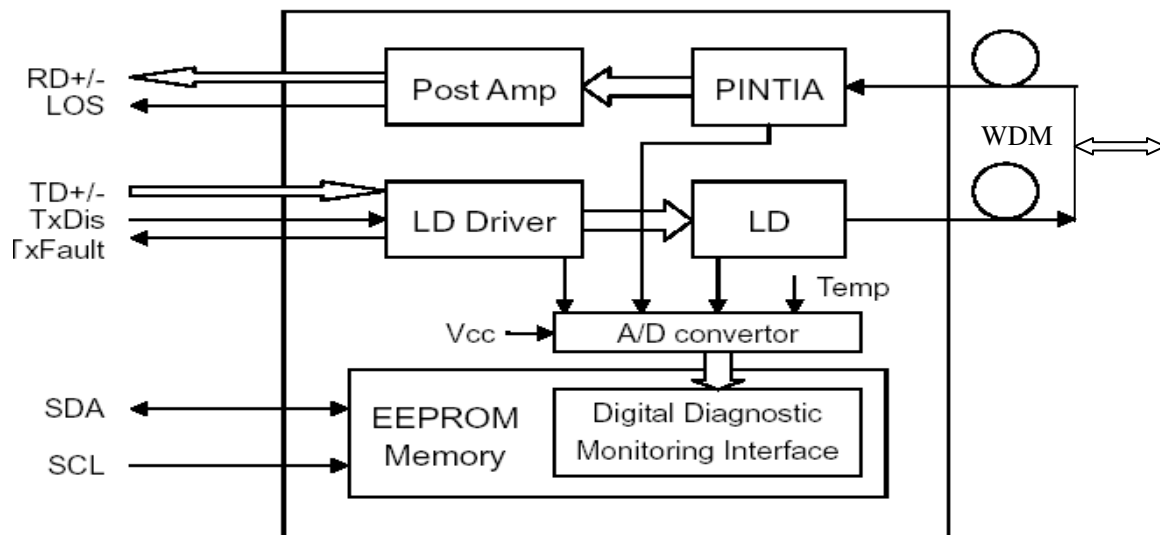 RD+/-
LOS
Post Amp
PINTIA
WDM
TD+/-
TxDis
TxFault
LD Driver
LD
Temp
Vcc
A/D convertor
SDA
SCL
EEPROM
Memory
Digital Diagnostic
Monitoring Interface